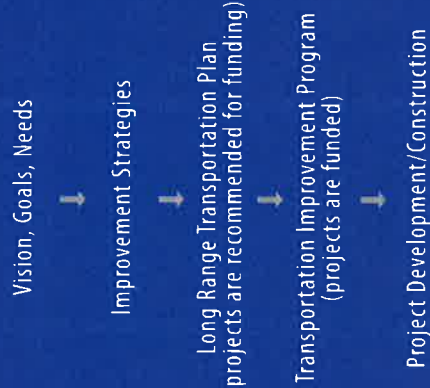 Vision, Goals, Needs
Improvement Strategies
Long Range Transportation Plan
projects are recommended for funding)
Transportation Improvement Program
(projects are funded)
Project Development/Construction